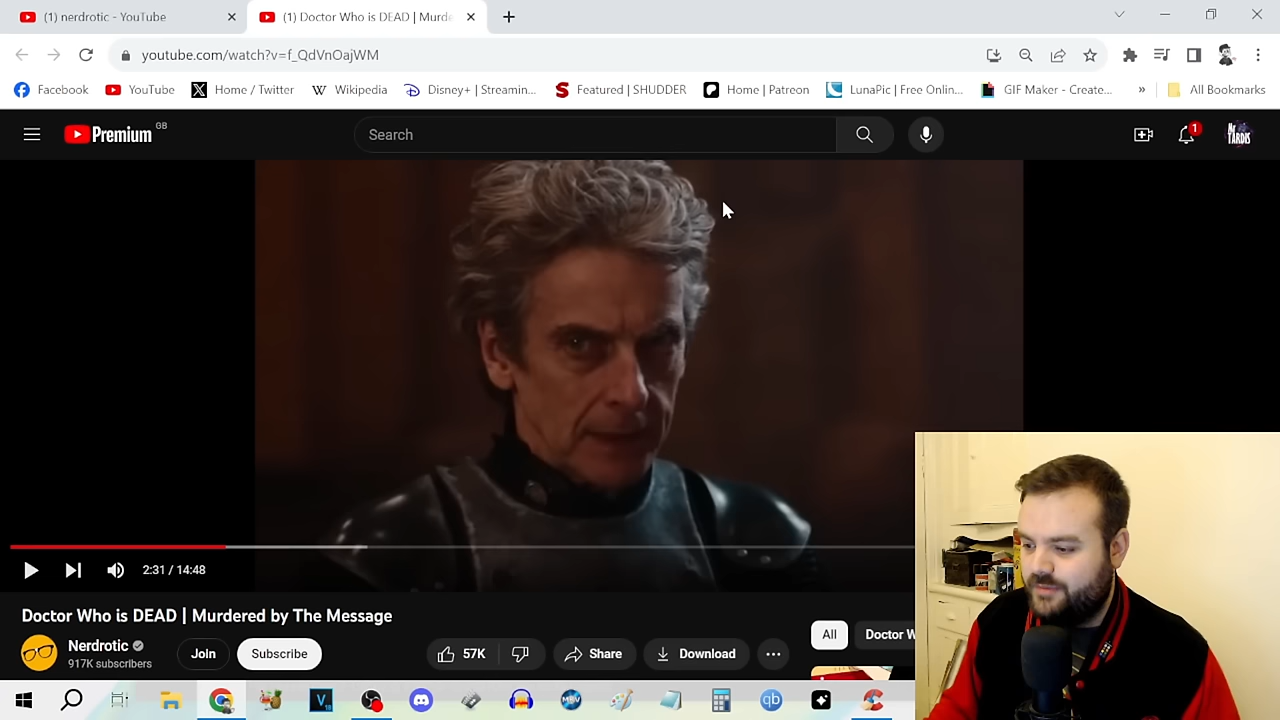 (1) nerdrotic - YouTube
(1) Doctor Who is DEAD | Murde
youtube.com/watch?v=f_QdVnOajWM
Facebook YouTube Home / Twitter Wikipedia Disney+ | Streamin... Featured | SHUDDER Home | Patreon LunaPic | Free Onlin... GIF Maker - Create... » All Bookmarks
Premium GB
Search
1
Mr TARDIS
2:31 / 14:48
Doctor Who is DEAD | Murdered by The Message
Nerdrotic
917K subscribers
Join
Subscribe
57K
Share
Download
All
Doctor W